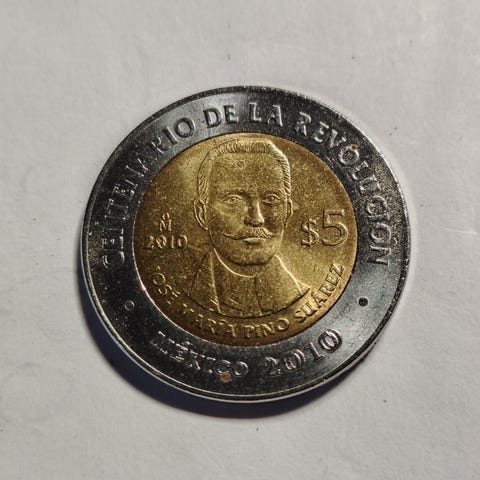 CENTENARIO DE LA REVOLUCIÓN
M
2010
$5
JOSÉ MARÍA PINO SUÁREZ
MÉXICO 2010